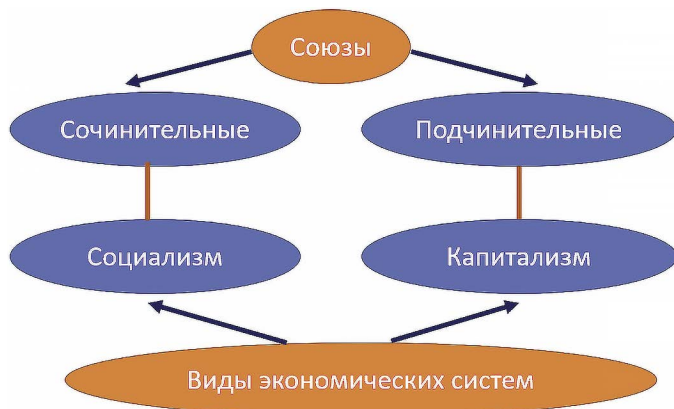 Союзы
Сочинительные
Подчинительные
Социализм
Капитализм
Виды экономических систем